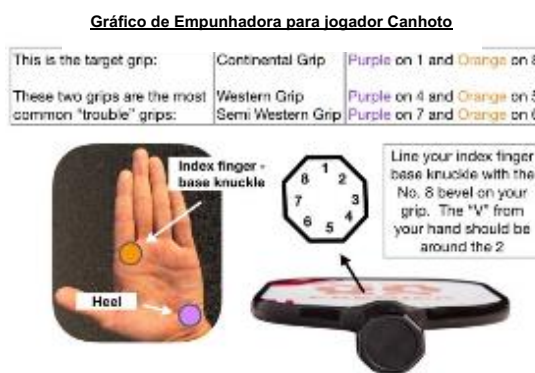 Gráfico de Empunhadora para jogador Canhoto
This is the target grip: Continental Grip Purple on 1 and Orange on 8
These two grips are the most Western Grip Purple on 4 and Orange on 5
common "trouble" grips: Semi Western Grip Purple on 7 and Orange on 6
Index finger -
base knuckle
Heel
1
8 2
7 3
6 4
5
Line your index finger
base knuckle with the
No. 8 bevel on your
grip. The "V" from
your hand should be
around the 2